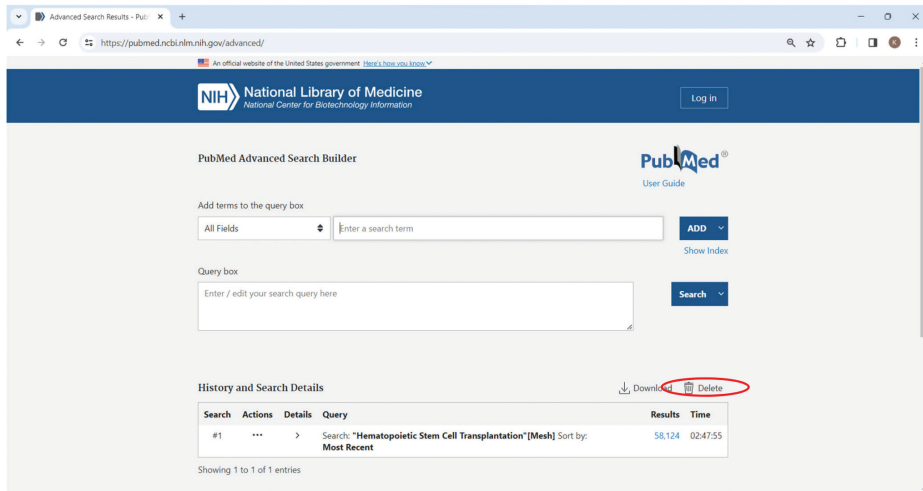 Advanced Search Results - Pub
https://pubmed.ncbi.nlm.nih.gov/advanced/
K
An official website of the United States government Here's how you know
NIH National Library of Medicine
National Center for Biotechnology Information
Log in
PubMed Advanced Search Builder
PubMed®
User Guide
Add terms to the query box
All Fields
Enter a search term
ADD
Show Index
Query box
Enter / edit your search query here
Search
History and Search Details
Download
Delete
Search Actions Details Query Results Time
#1 ••• > Search: "Hematopoietic Stem Cell Transplantation"[Mesh] Sort by: 58,124 02:47:55
Most Recent
Showing 1 to 1 of 1 entries